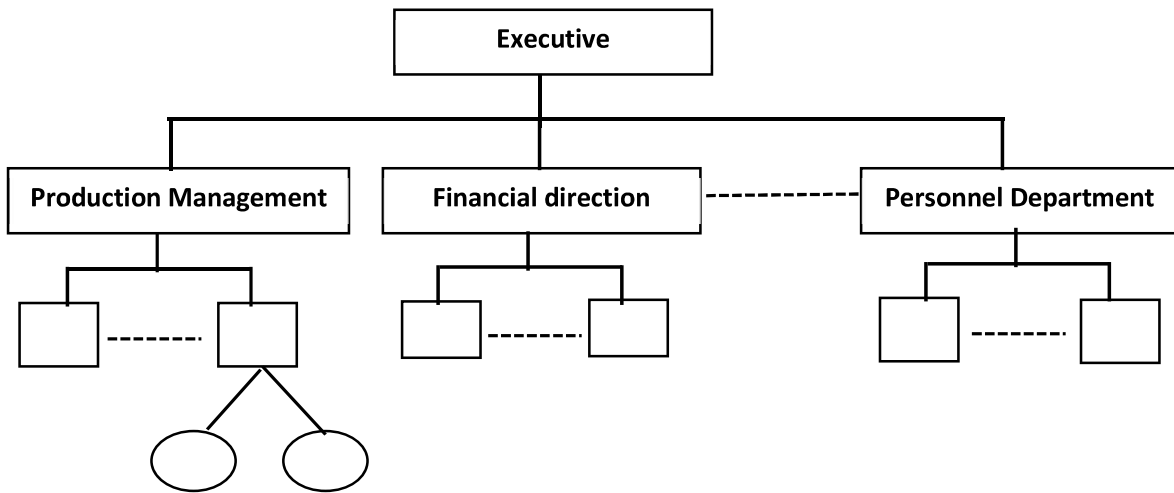 Executive
Production Management
Financial direction
Personnel Department